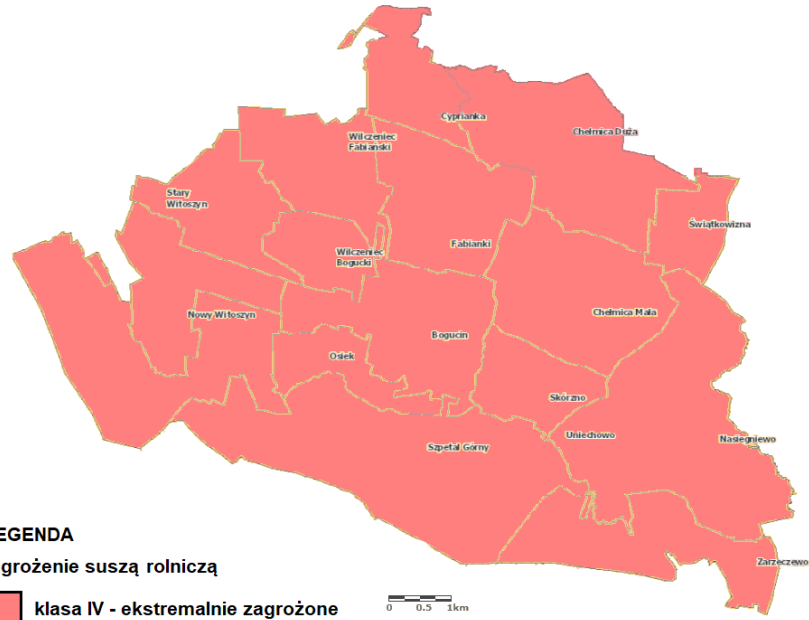 Cyprianka
Chełmica Duża
Wilczeniec
Fabiański
Stary
Witoszyn
Świątkowizna
Fabianki
Wilczeniec
Bogucki
Nowy Witoszyn
Chełmica Mała
Bogucin
Osiek
Skórzno
Uniechowo
Nasiegniewo
Szpetal Górny
Zarzeczewo
EGENDA
grożenie suszą rolniczą
klasa IV - ekstremalnie zagrożone
0 0.5 1km